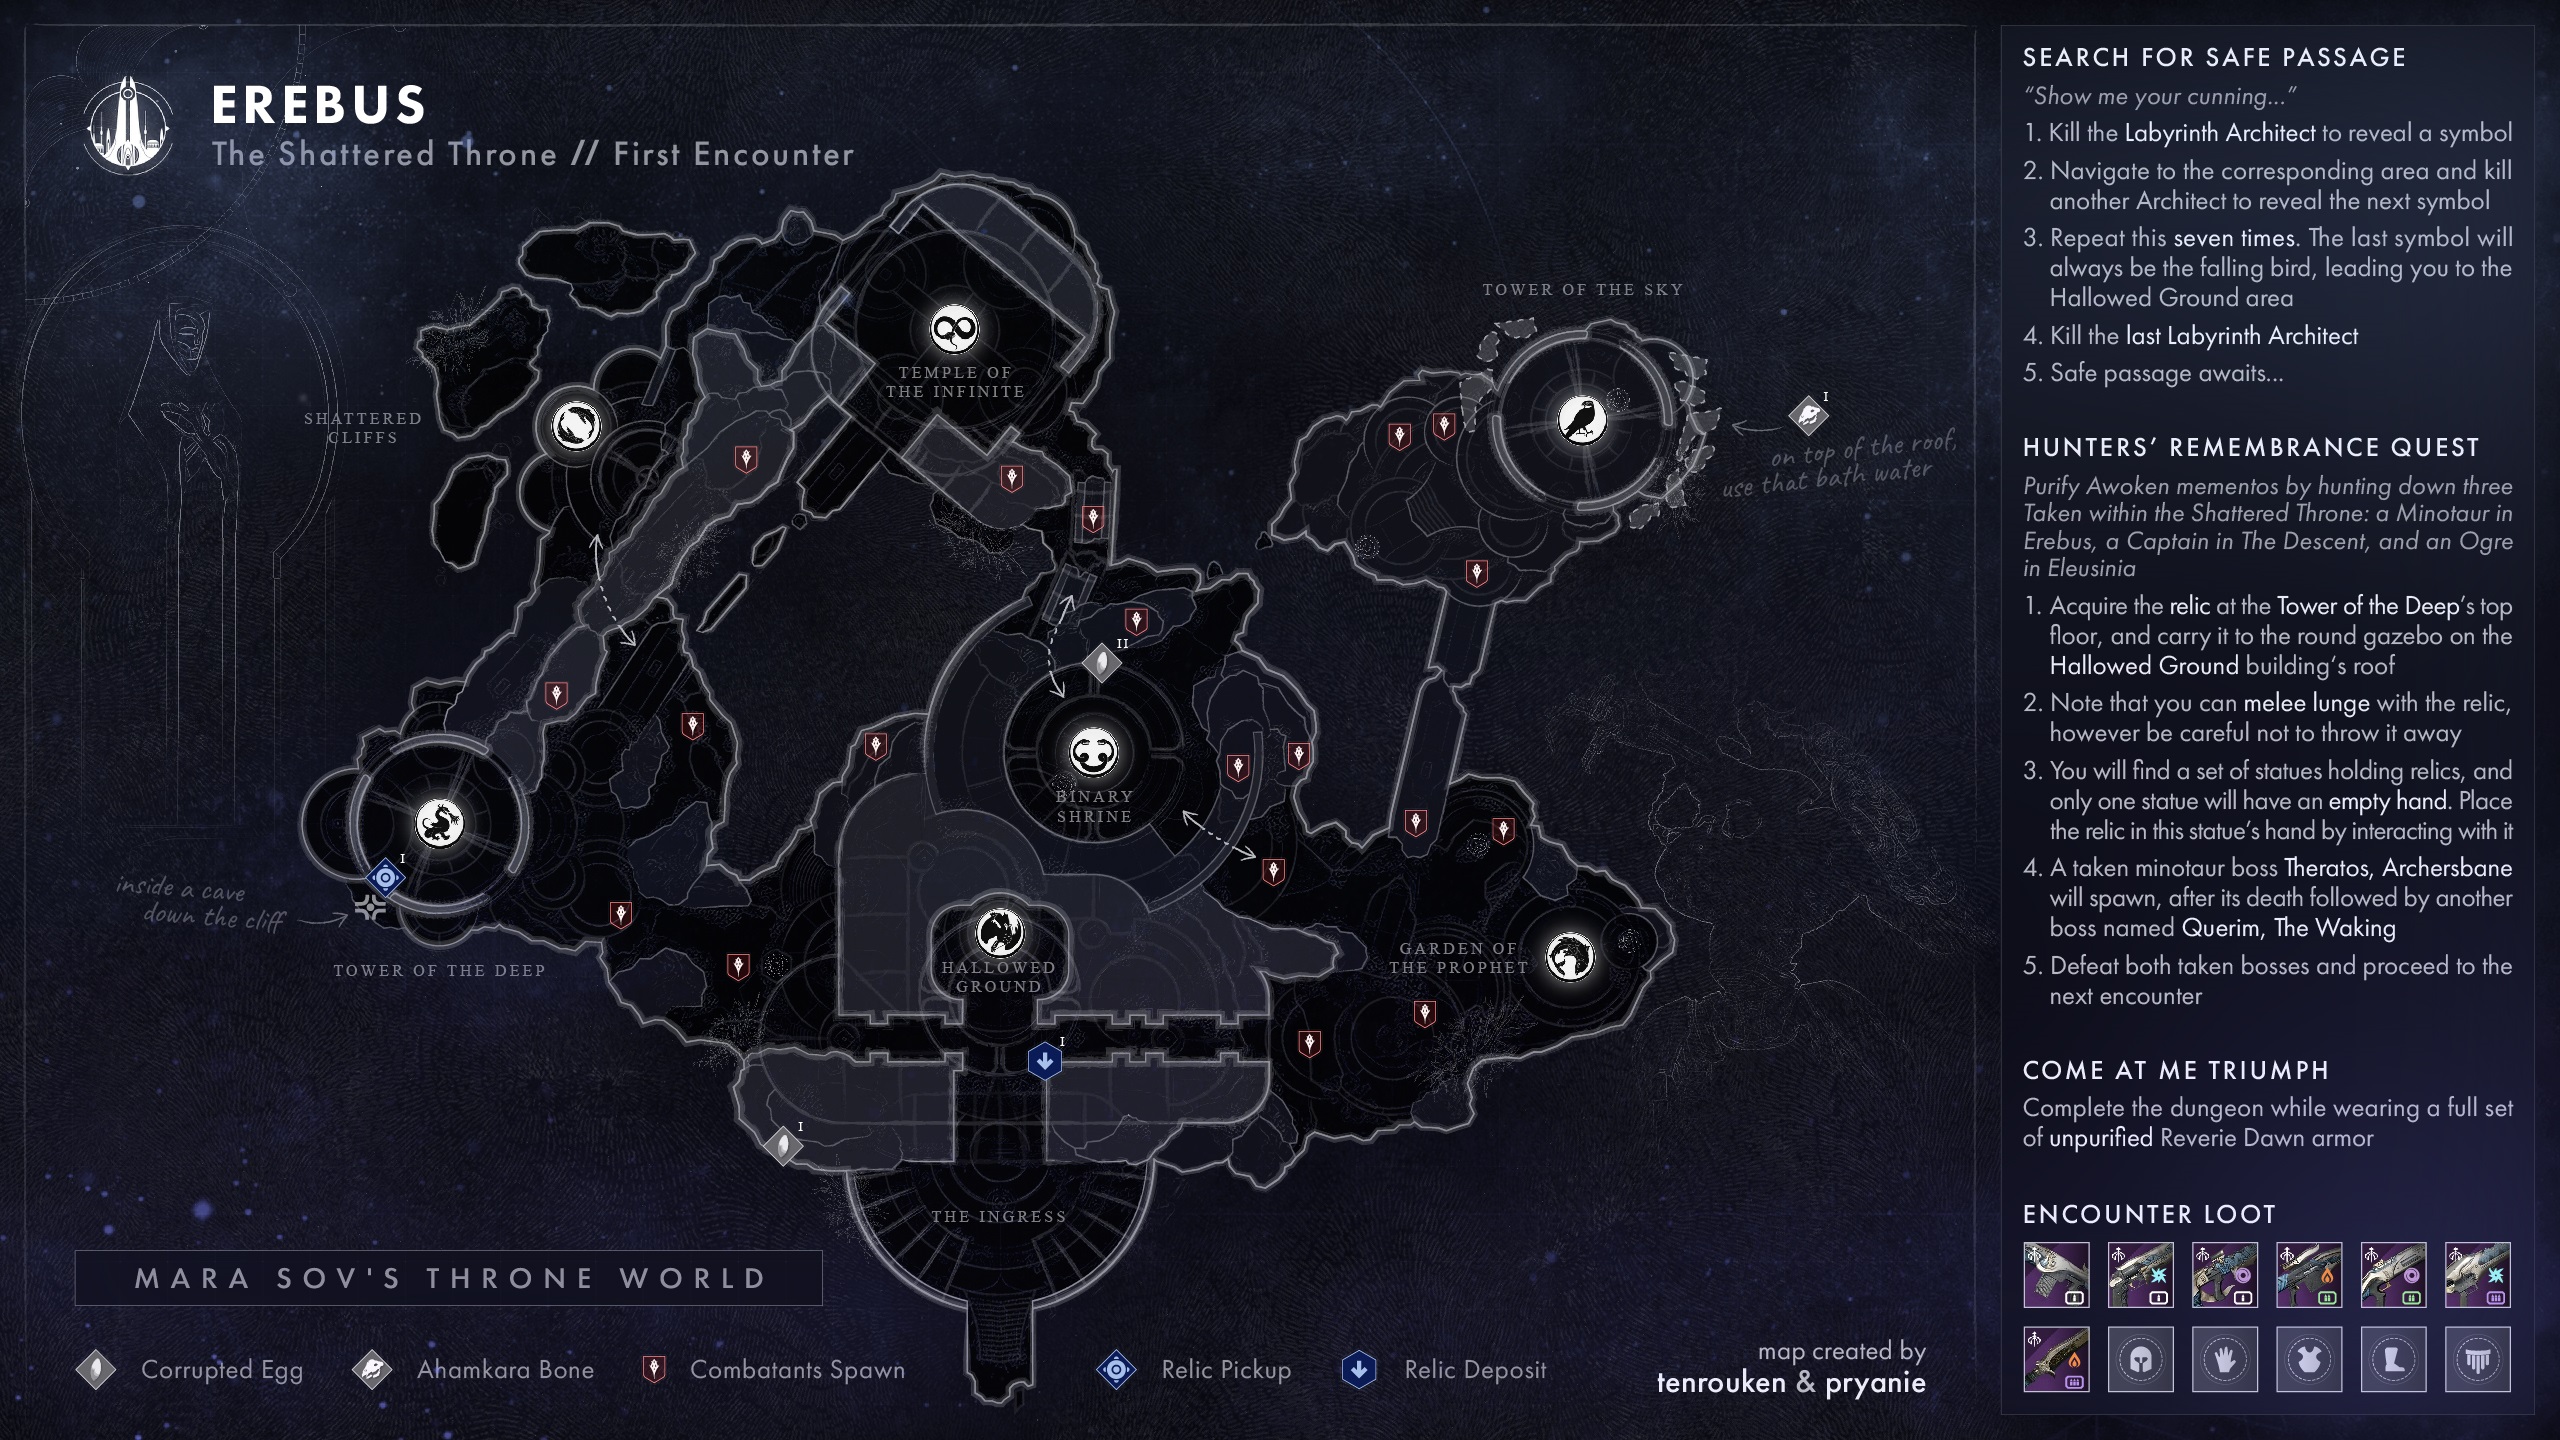 EREBUS
The Shattered Throne // First Encounter
TOWER OF THE SKY
TEMPLE OF
THE INFINITE
SHATTERED
CLIFFS
I
on top of the roof,
use that bath water
II
BINARY
SHRINE
I
inside a cave
down the cliff
TOWER OF THE DEEP
HALLOWED
GROUND
GARDEN OF
THE PROPHET
I
I
THE INGRESS
MARA SOV'S THRONE WORLD
Corrupted Egg
Ahamkara Bone
Combatants Spawn
Relic Pickup
Relic Deposit
map created by
tenrouken & pryanie
SEARCH FOR SAFE PASSAGE
“Show me your cunning...”
1. Kill the Labyrinth Architect to reveal a symbol
2. Navigate to the corresponding area and kill
another Architect to reveal the next symbol
3. Repeat this seven times. The last symbol will
always be the falling bird, leading you to the
Hallowed Ground area
4. Kill the last Labyrinth Architect
5. Safe passage awaits...
HUNTERS’ REMEMBRANCE QUEST
Purify Awoken mementos by hunting down three
Taken within the Shattered Throne: a Minotaur in
Erebus, a Captain in The Descent, and an Ogre
in Eleusinia
1. Acquire the relic at the Tower of the Deep’s top
floor, and carry it to the round gazebo on the
Hallowed Ground building’s roof
2. Note that you can melee lunge with the relic,
however be careful not to throw it away
3. You will find a set of statues holding relics, and
only one statue will have an empty hand. Place
the relic in this statue’s hand by interacting with it
4. A taken minotaur boss Theratos, Archersbane
will spawn, after its death followed by another
boss named Querim, The Waking
5. Defeat both taken bosses and proceed to the
next encounter
COME AT ME TRIUMPH
Complete the dungeon while wearing a full set
of unpurified Reverie Dawn armor
ENCOUNTER LOOT